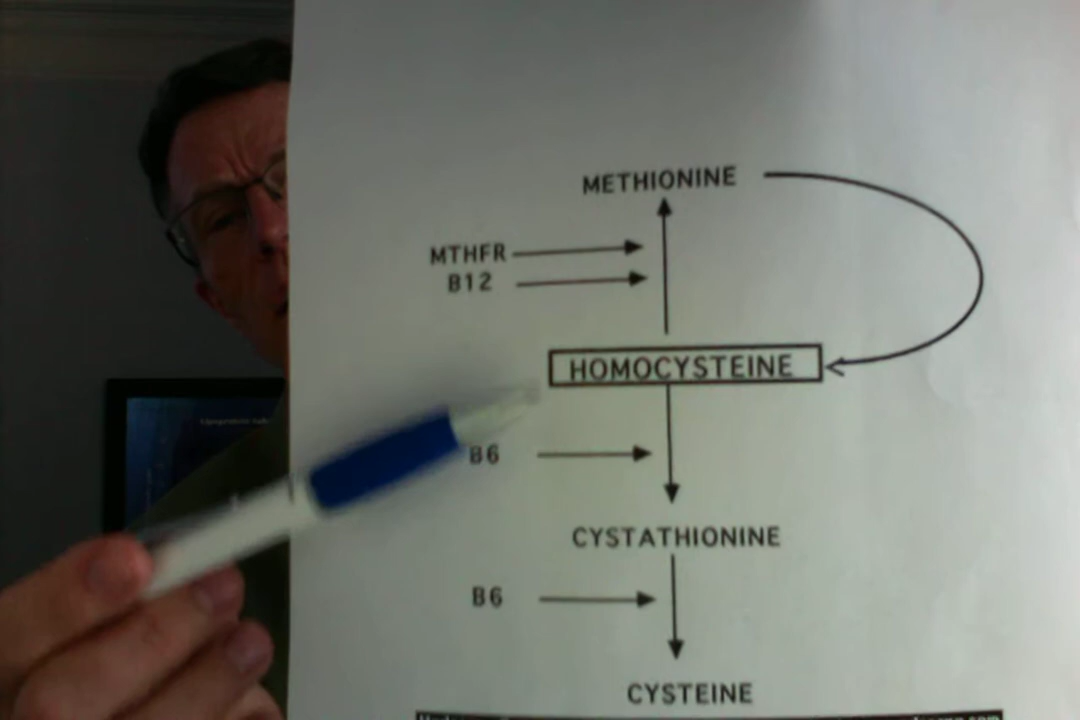 METHIONINE
MTHFR
B12
HOMOCYSTEINE
B6
CYSTATHIONINE
B6
CYSTEINE